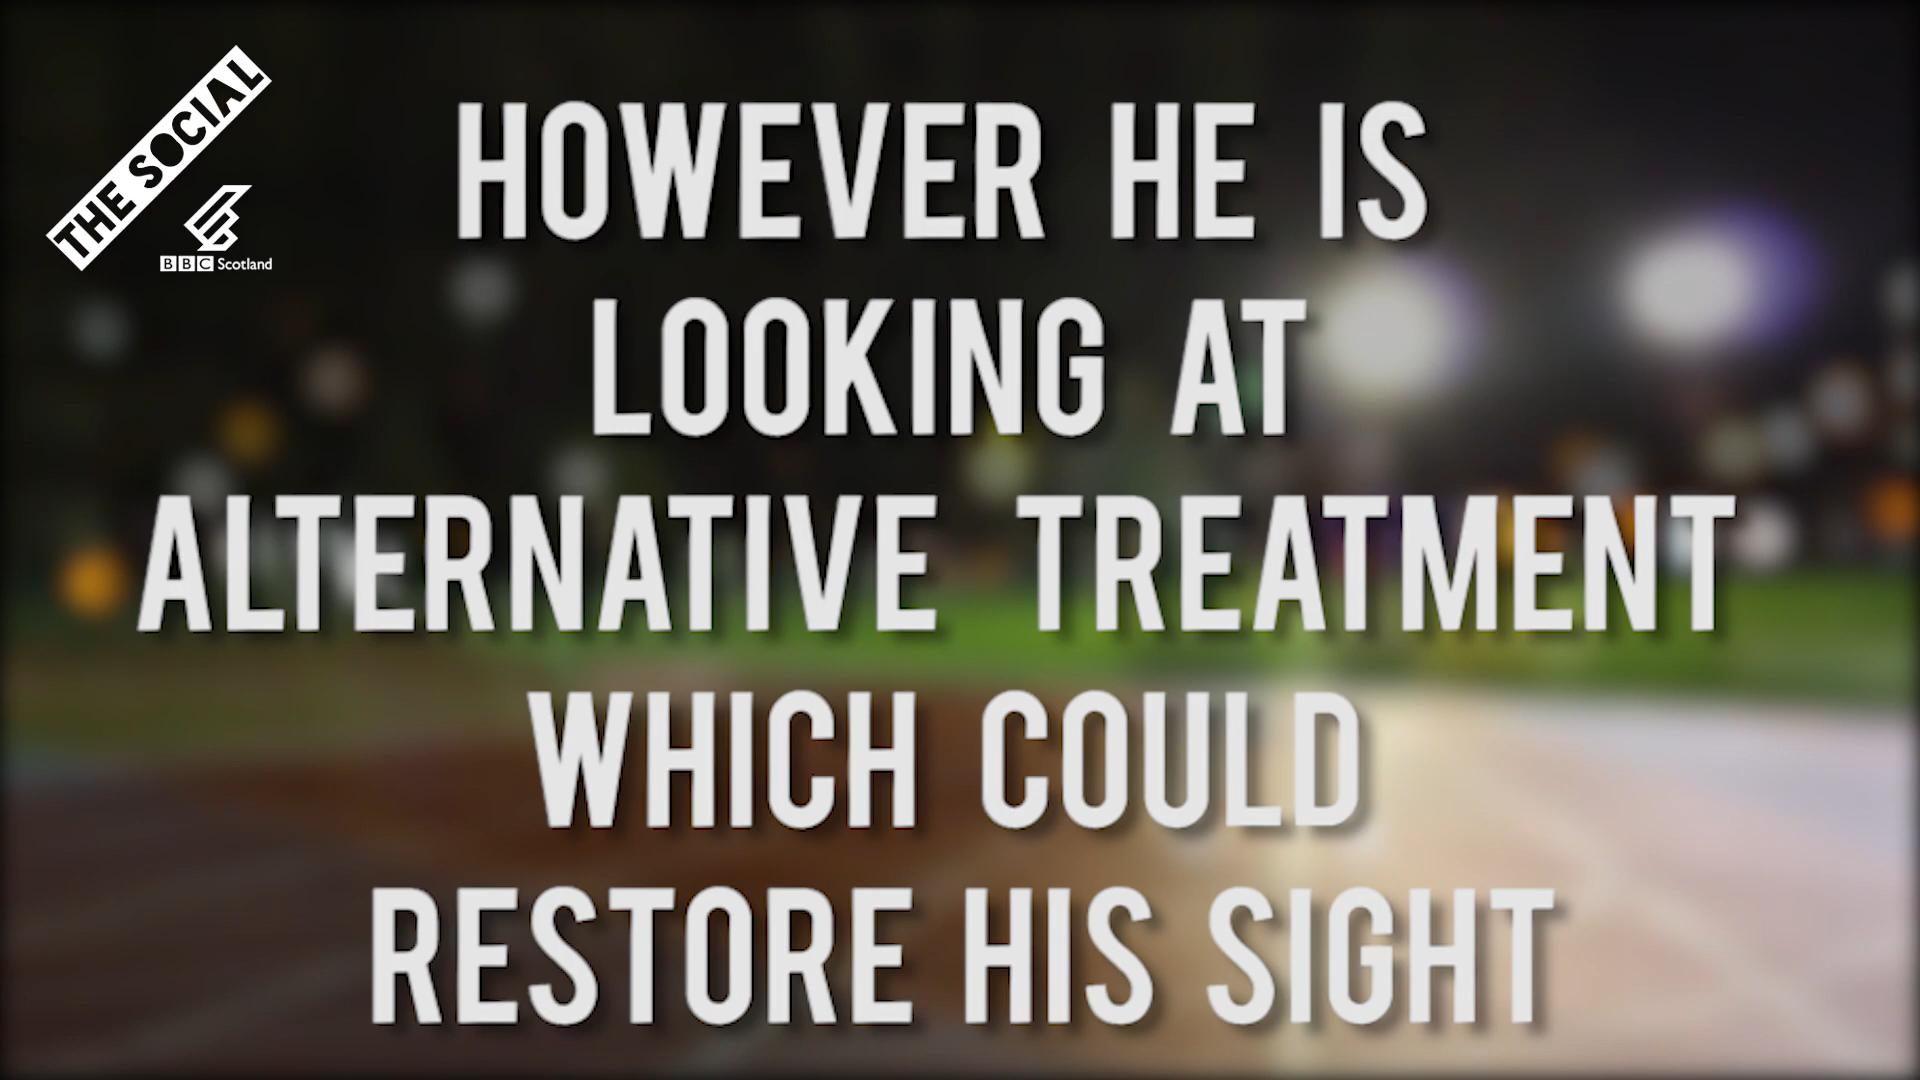 THE SOCIAL
BBC Scotland
HOWEVER HE IS
LOOKING AT
ALTERNATIVE TREATMENT
WHICH COULD
RESTORE HIS SIGHT